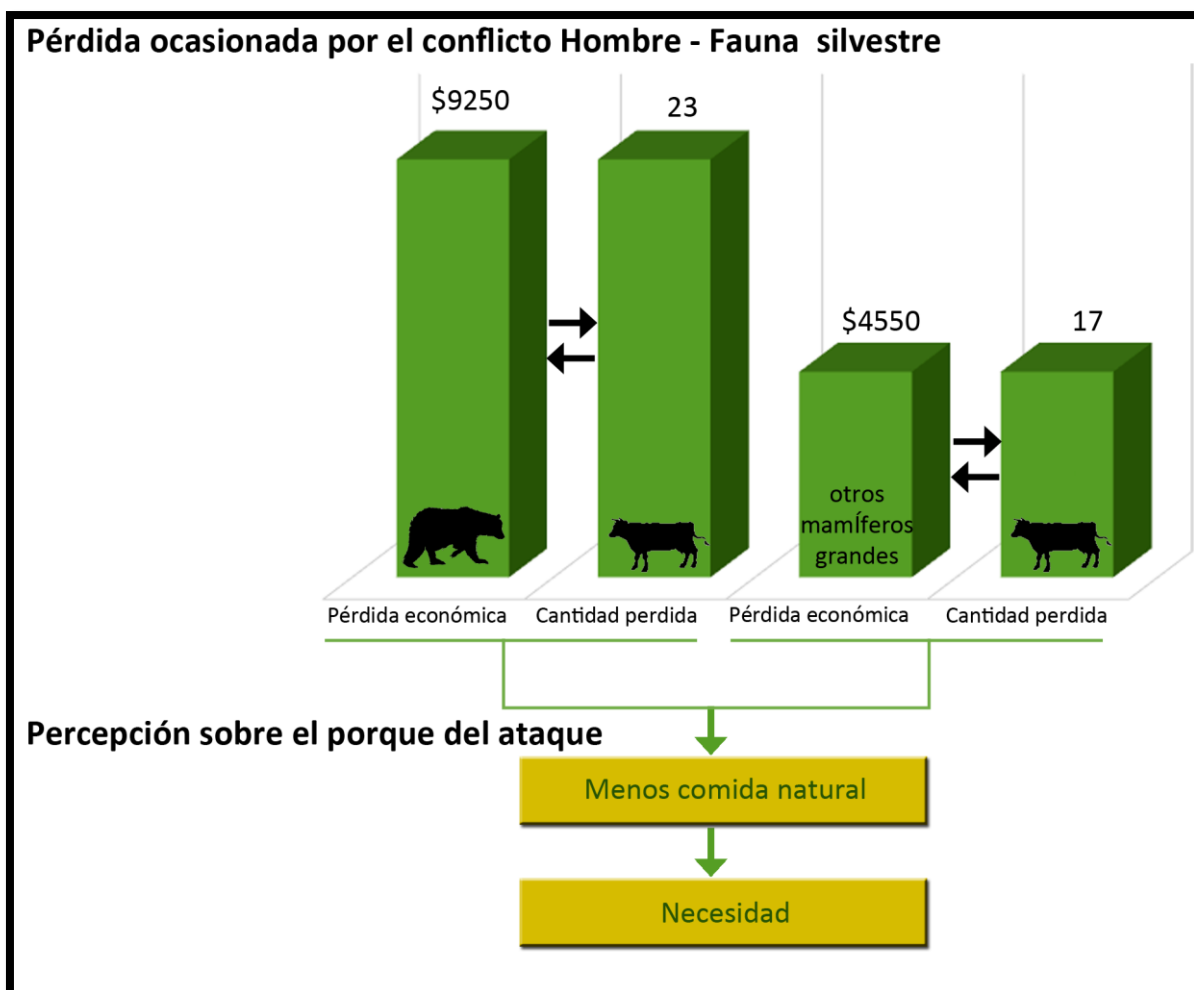 Pérdida ocasionada por el conflicto Hombre - Fauna silvestre
$9250
23
$4550
17
otros
mamÍferos
grandes
Pérdida económica
Cantidad perdida
Pérdida económica
Cantidad perdida
Percepción sobre el porque del ataque
Menos comida natural
Necesidad